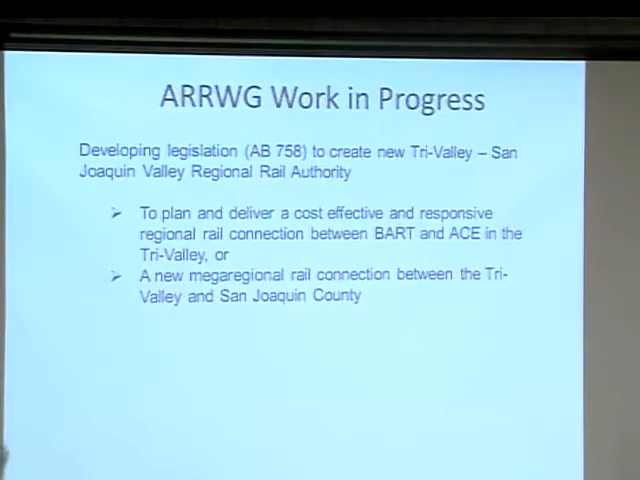 ARRWG Work in Progress
Developing legislation (AB 758) to create new Tri-Valley – San
Joaquin Valley Regional Rail Authority
➢ To plan and deliver a cost effective and responsive
regional rail connection between BART and ACE in the
Tri-Valley, or
➢ A new megaregional rail connection between the Tri-
Valley and San Joaquin County